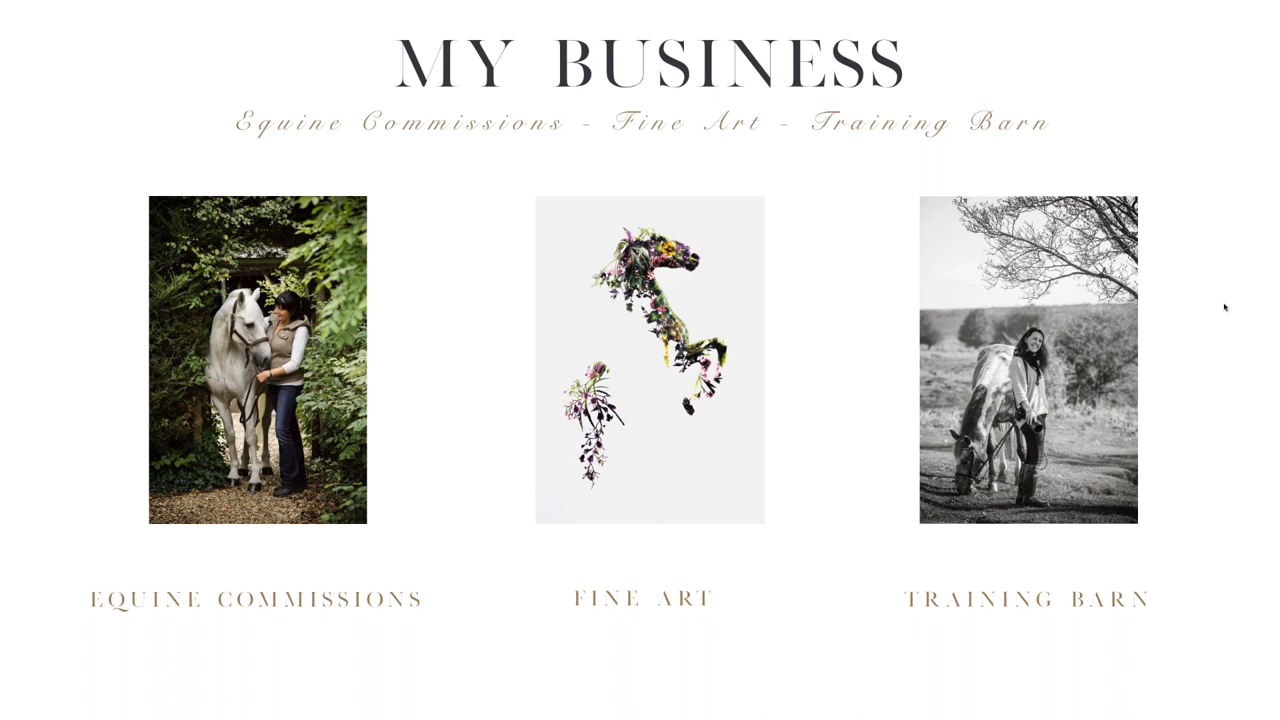 MY BUSINESS
Equine Commissions - Fine Art - Training Barn
EQUINE COMMISSIONS
FINE ART
TRAINING BARN